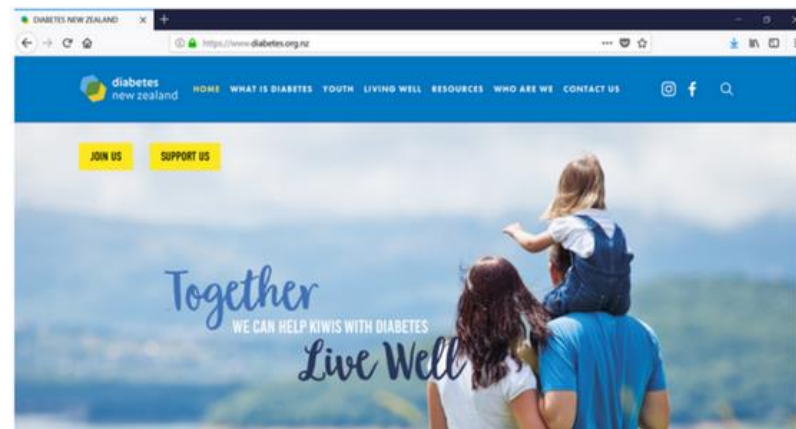 DIABETES NEW ZEALAND
https://www.diabetes.org.nz
diabetes
new zealand
HOME WHAT IS DIABETES YOUTH LIVING WELL RESOURCES WHO ARE WE CONTACT US
JOIN US SUPPORT US
Together
WE CAN HELP KIWIS WITH DIABETES
Live Well